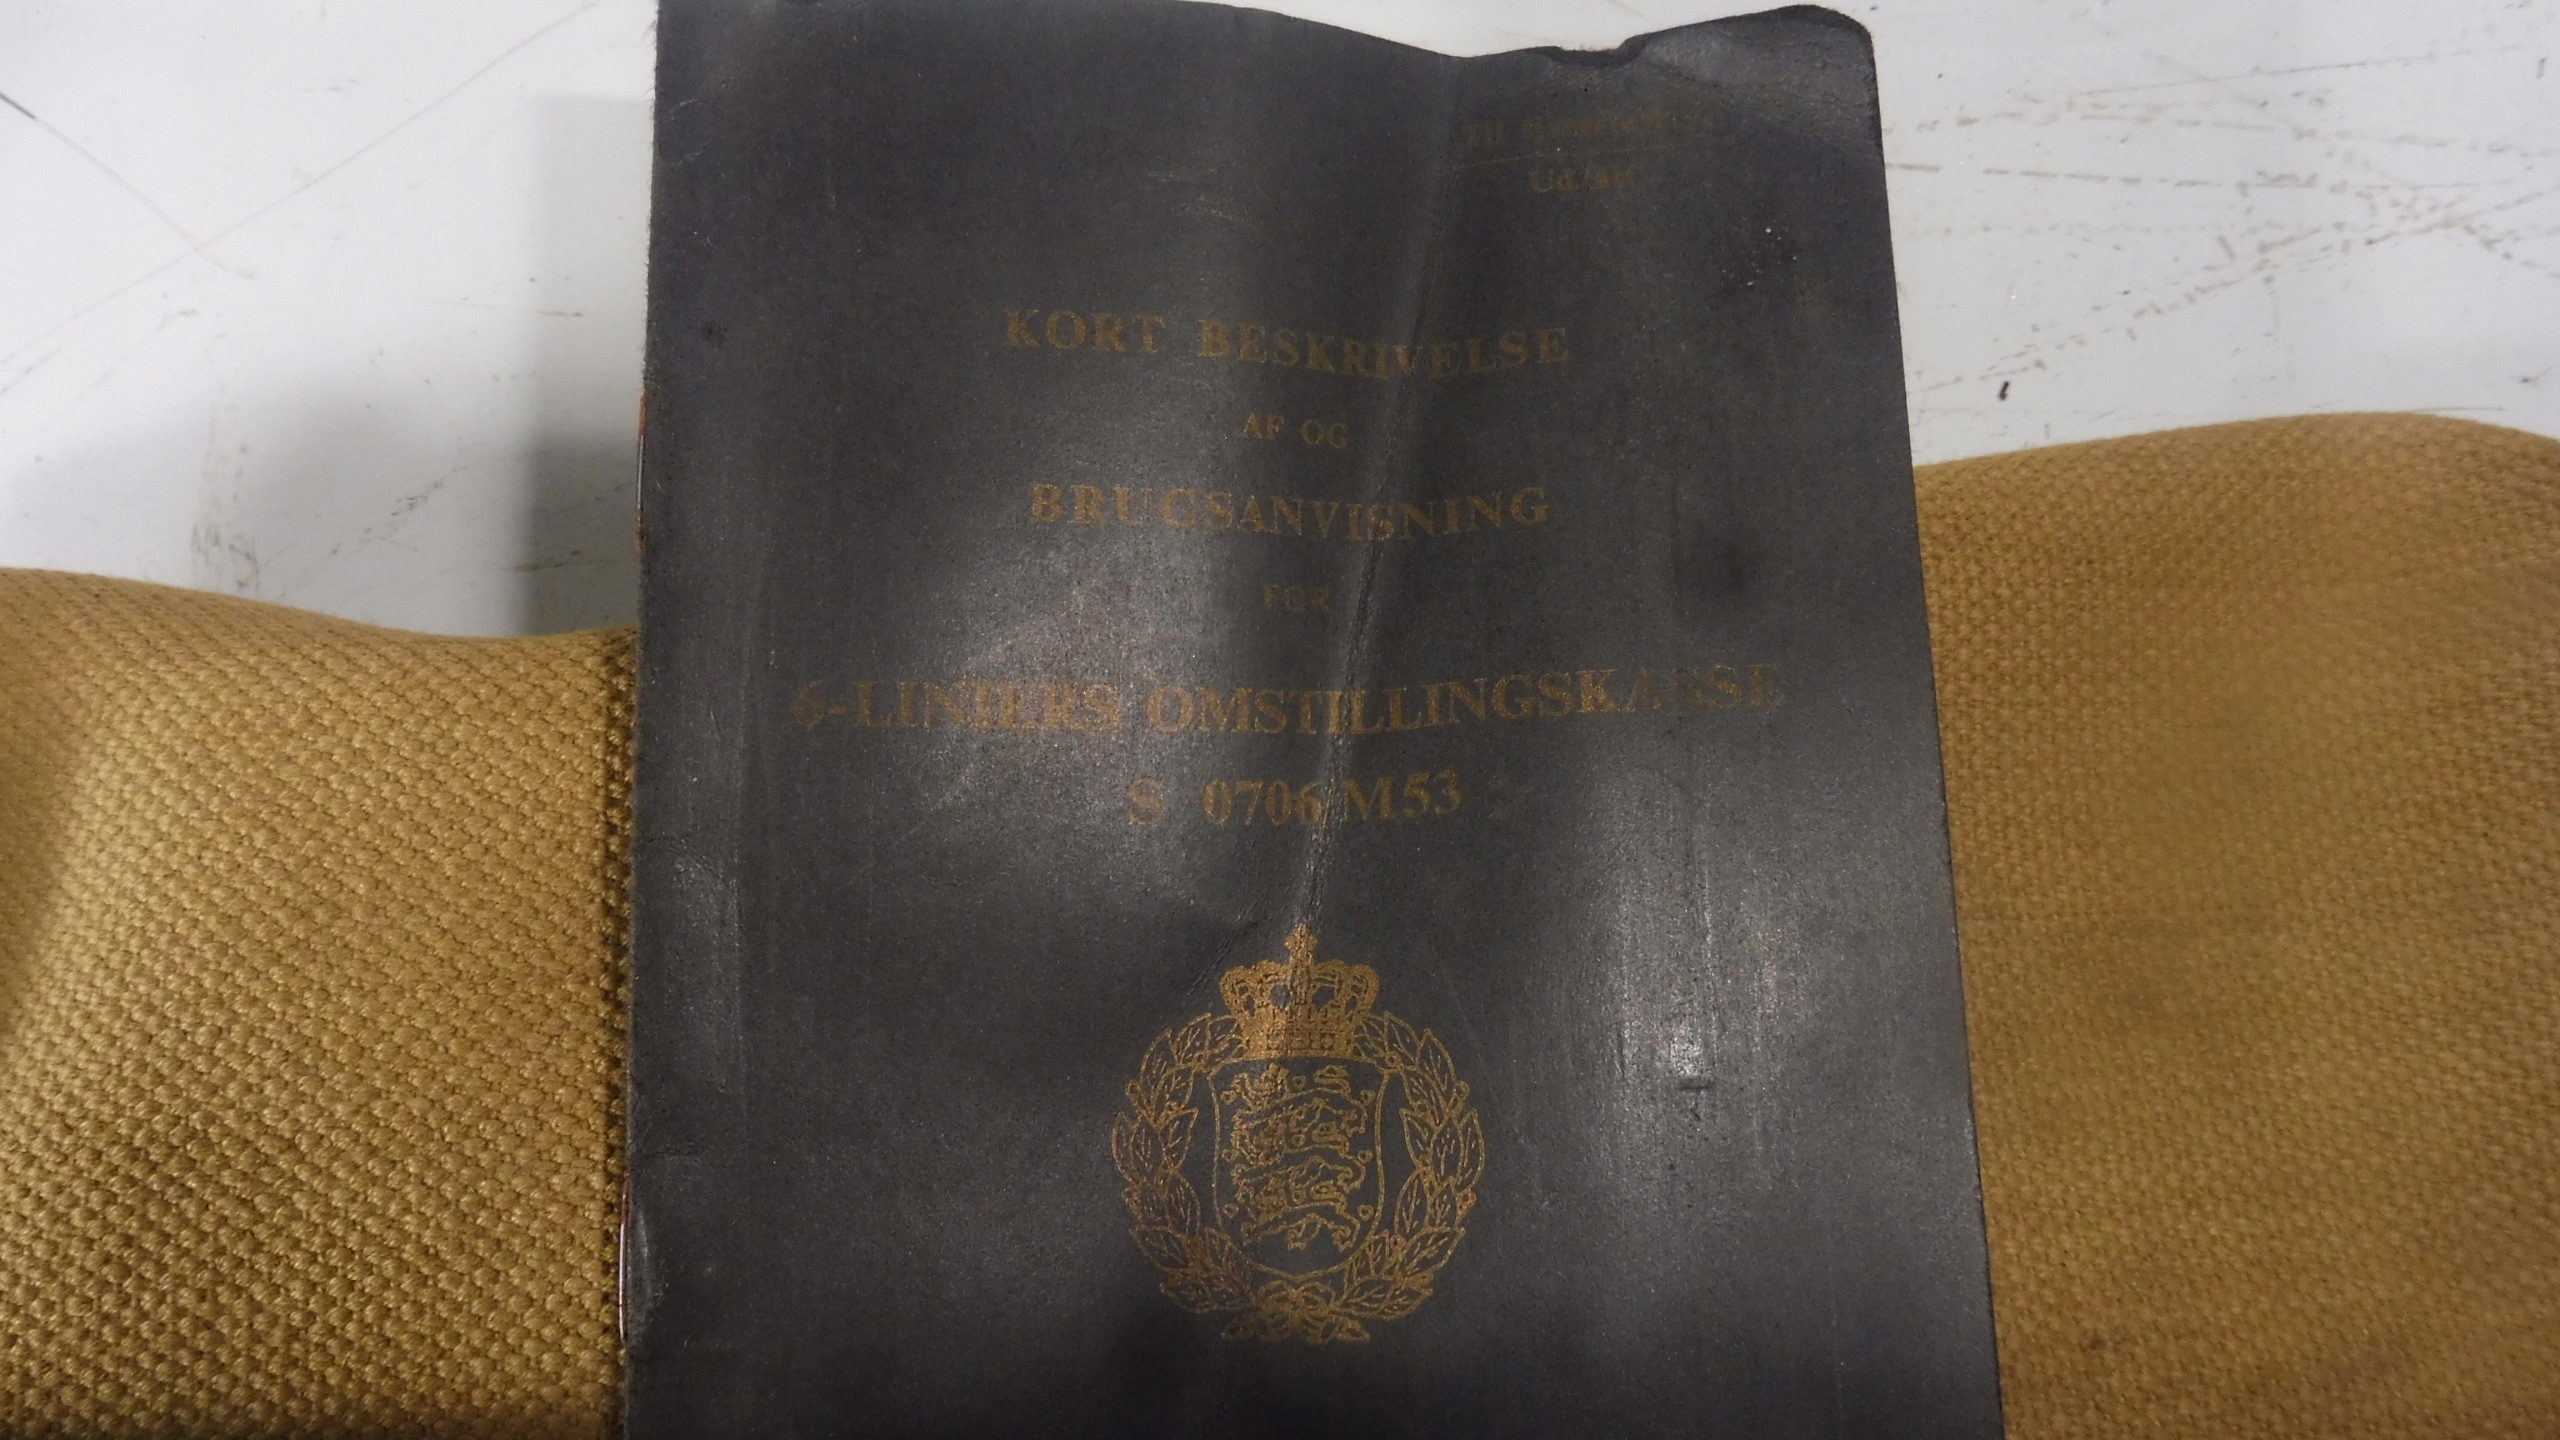 KORT BESKRIVELSE
AF OG
BRUGSANVISNING
FOR
6-LINIERS OMSTILLINGSKASSE
S 0706 M53